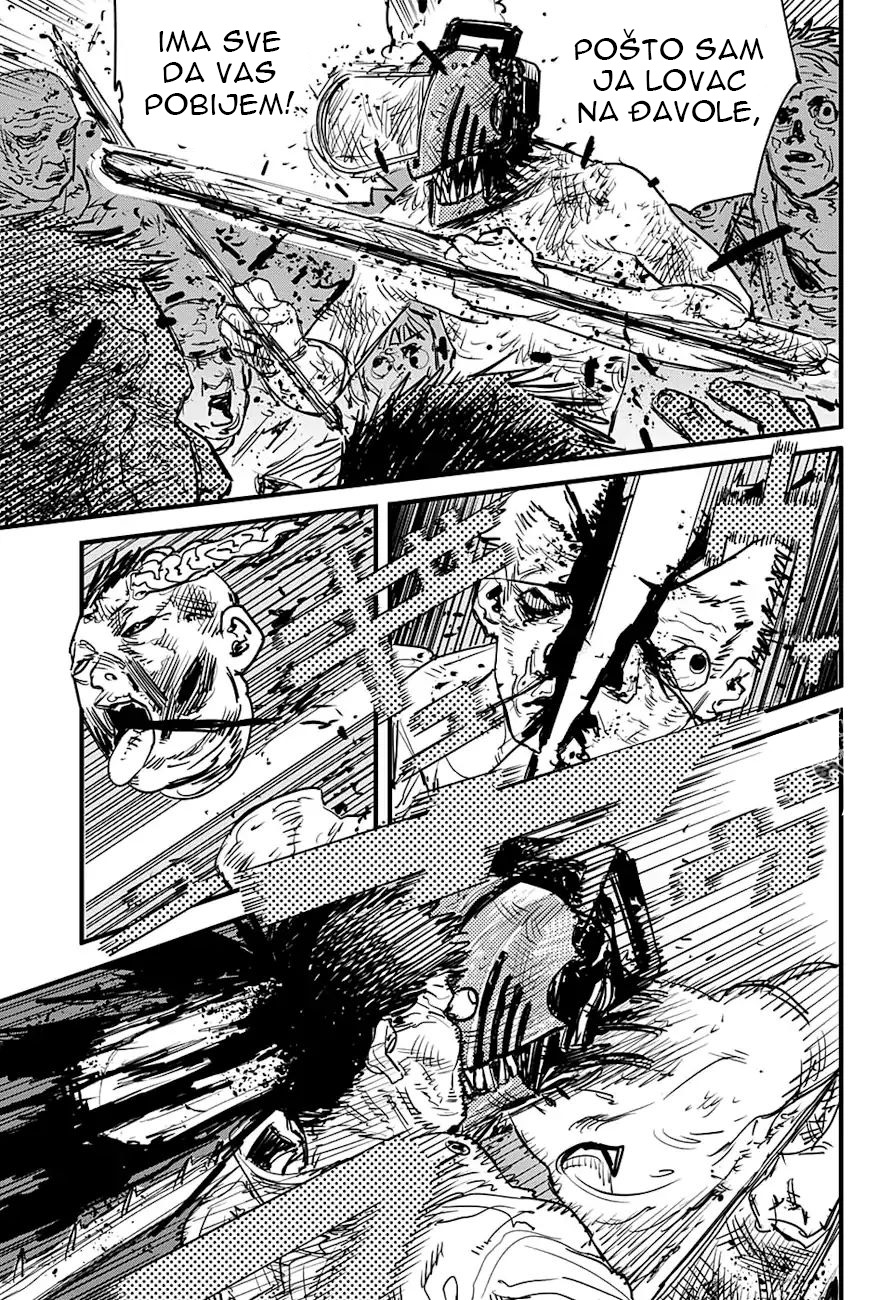 POŠTO SAM
JA LOVAC
NA ĐAVOLE,
IMA SVE
DA VAS
POBIJEM!